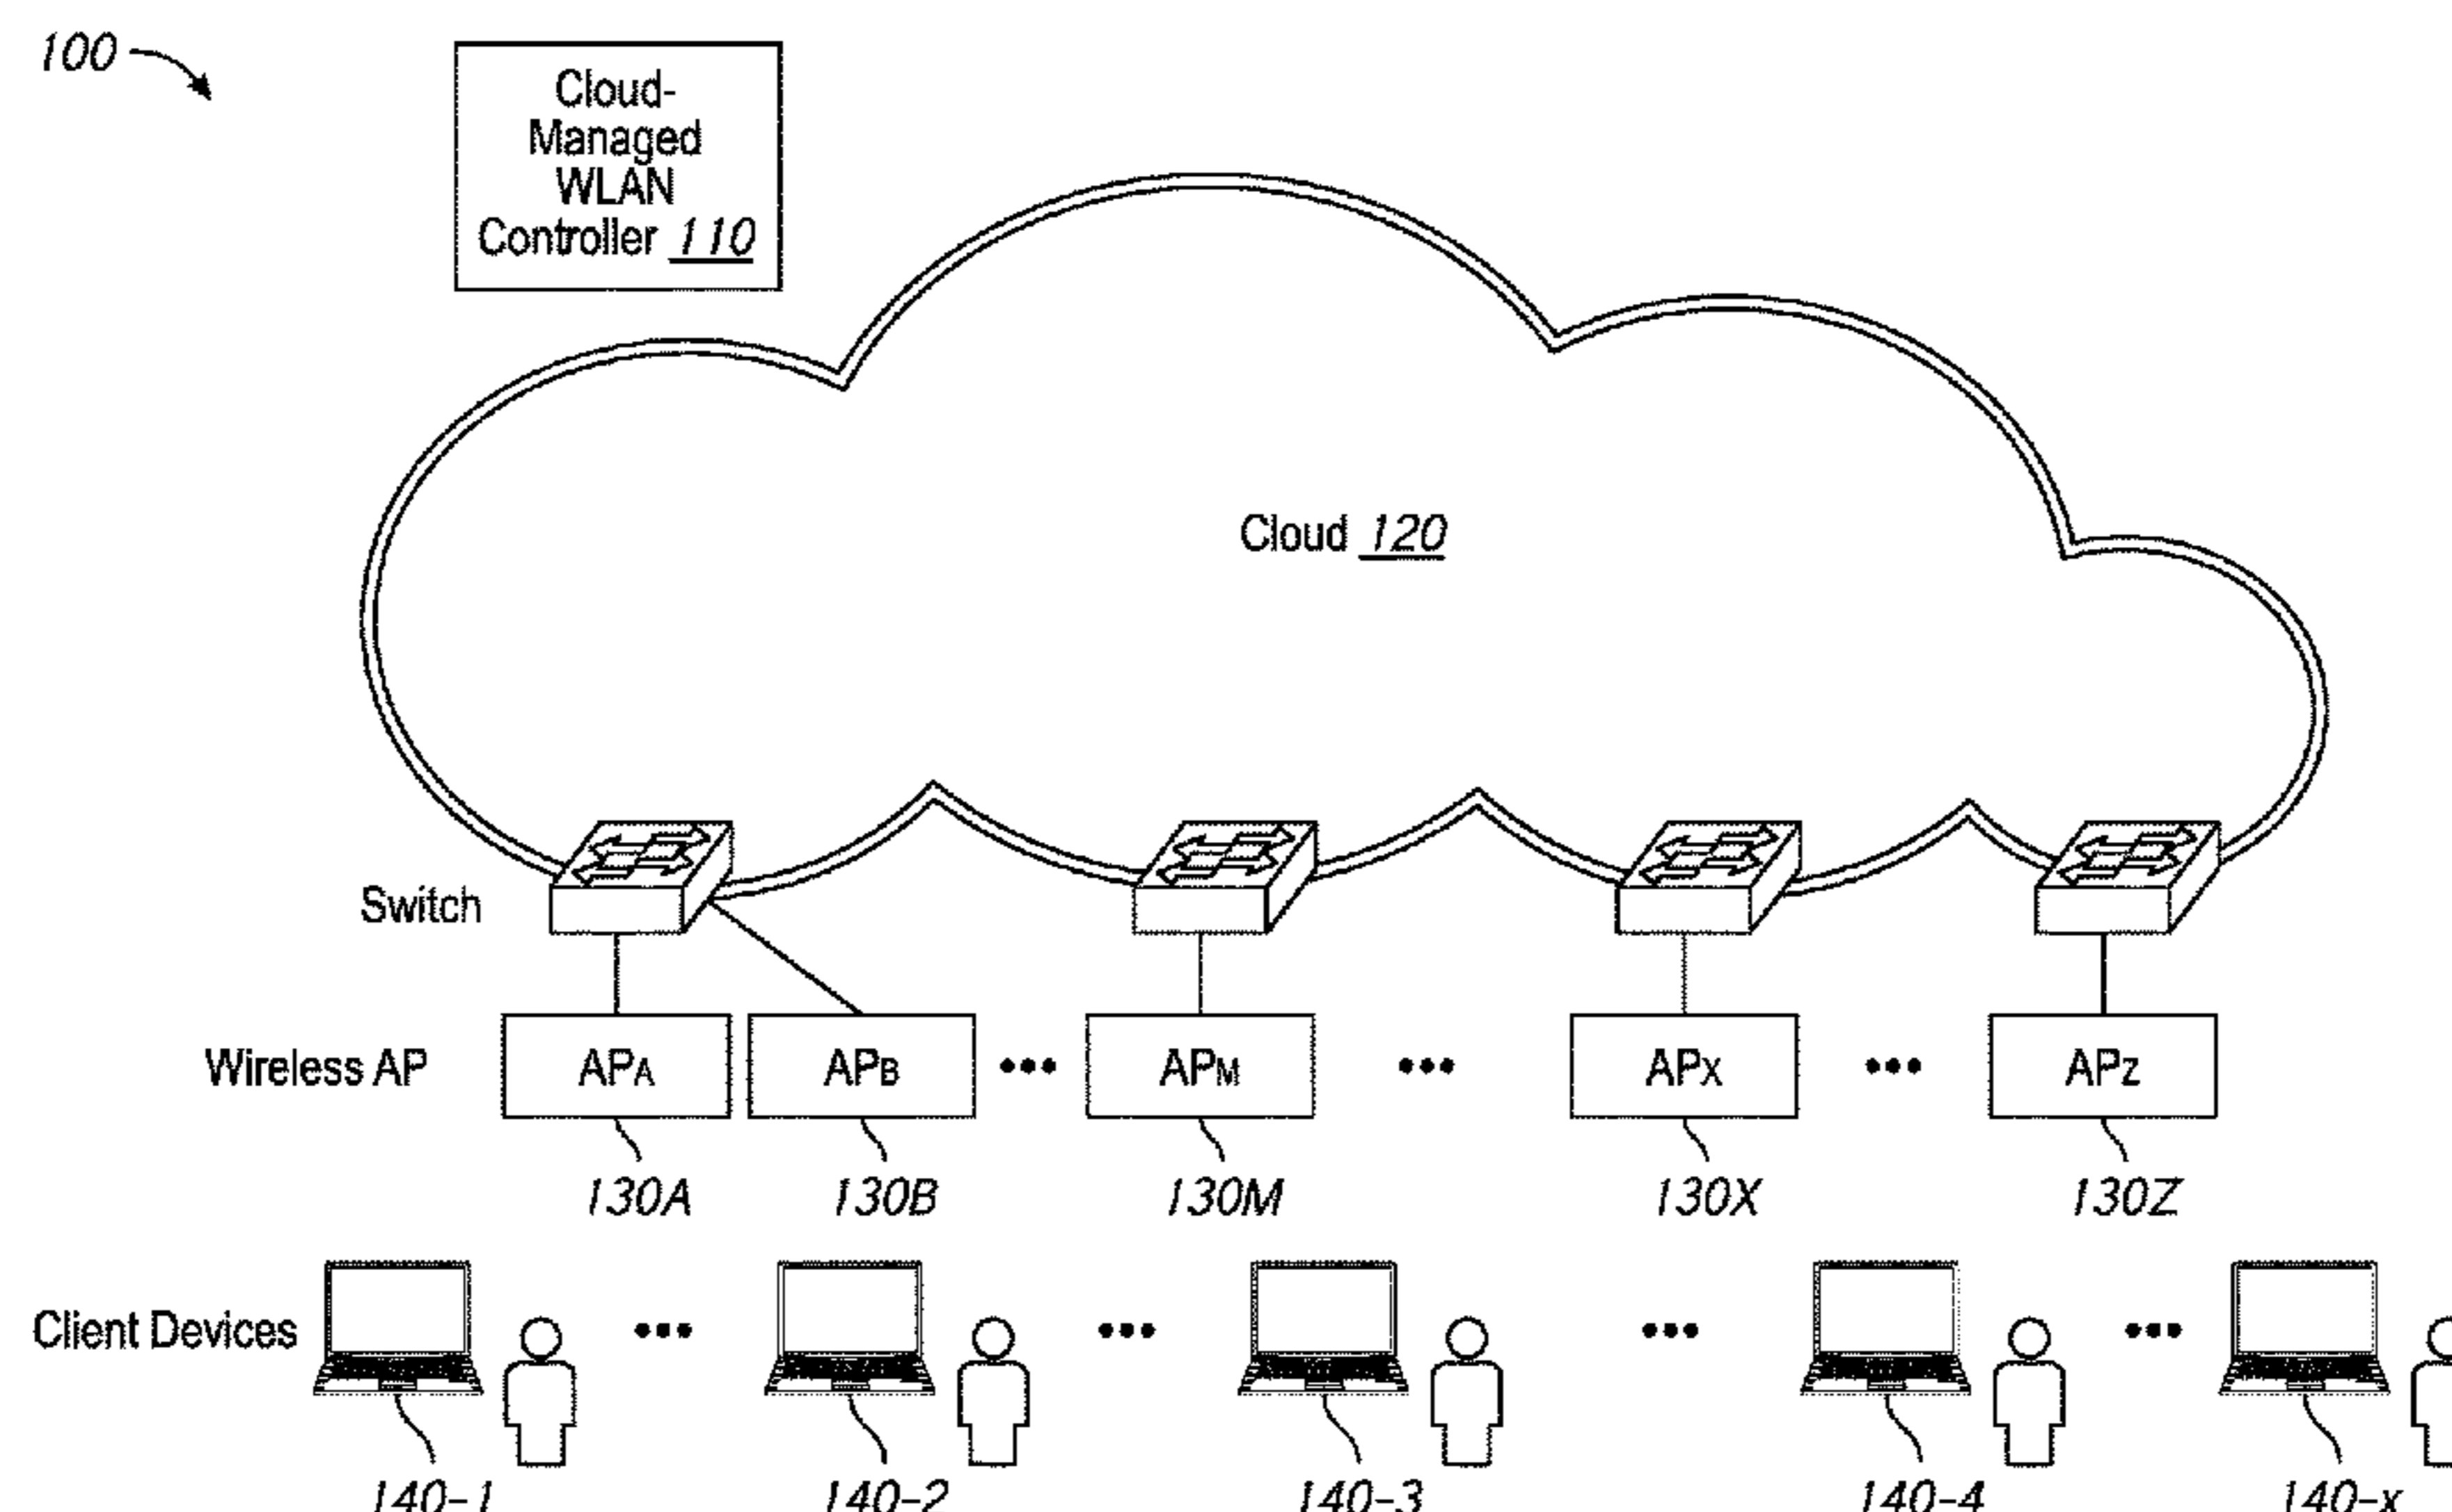 100
Cloud-
Managed
WLAN
Controller 110
Cloud 120
Switch
Wireless AP
APA
APB
APM
APX
APZ
130A
130B
130M
130X
130Z
Client Devices
140-1
140-2
140-3
140-4
140-x